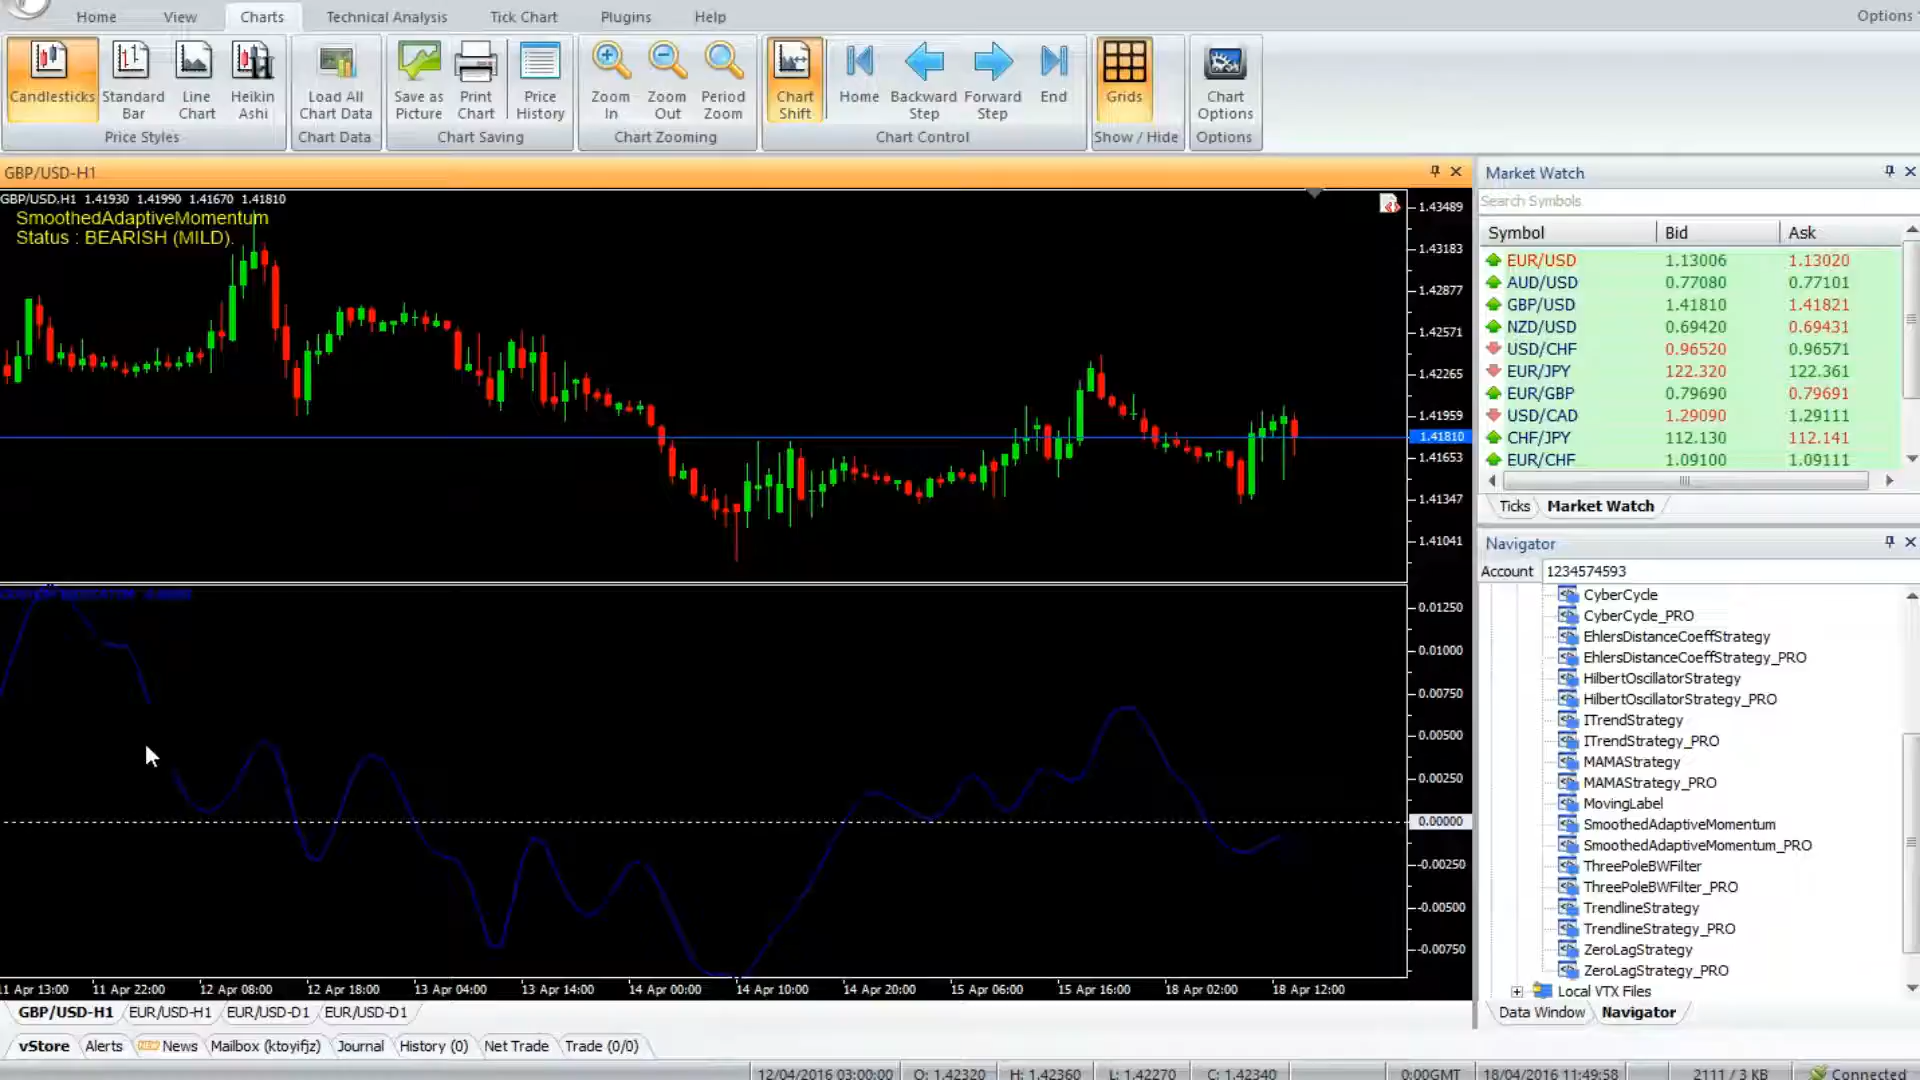 Home View Charts Technical Analysis Tick Chart Plugins Help Options
Candlesticks Standard Bar Line Chart Heikin Ashi Load All Chart Data Save as Picture Print Chart Price History Zoom In Zoom Out Period Zoom Chart Shift Home Backward Step Forward Step End Grids Chart Options
Price Styles Chart Data Chart Saving Chart Zooming Chart Control Show / Hide Options
GBP/USD-H1
GBP/USD,H1 1.41930 1.41990 1.41670 1.41810
SmoothedAdaptiveMomentum
Status : BEARISH (MILD).
1.43489
1.43183
1.42877
1.42571
1.42265
1.41959
1.41810
1.41653
1.41347
1.41041
0.01250
0.01000
0.00750
0.00500
0.00250
0.00000
-0.00250
-0.00500
-0.00750
1 Apr 13:00 11 Apr 22:00 12 Apr 08:00 12 Apr 18:00 13 Apr 04:00 13 Apr 14:00 14 Apr 00:00 14 Apr 10:00 14 Apr 20:00 15 Apr 06:00 15 Apr 16:00 18 Apr 02:00 18 Apr 12:00
GBP/USD-H1 EUR/USD-H1 EUR/USD-D1 EUR/USD-D1
Market Watch
Search Symbols
Symbol Bid Ask
EUR/USD 1.13006 1.13020
AUD/USD 0.77080 0.77101
GBP/USD 1.41810 1.41821
NZD/USD 0.69420 0.69431
USD/CHF 0.96520 0.96571
EUR/JPY 122.320 122.361
EUR/GBP 0.79690 0.79691
USD/CAD 1.29090 1.29111
CHF/JPY 112.130 112.141
EUR/CHF 1.09100 1.09111
Ticks Market Watch
Navigator
Account 1234574593
CyberCycle
CyberCycle_PRO
EhlersDistanceCoeffStrategy
EhlersDistanceCoeffStrategy_PRO
HilbertOscillatorStrategy
HilbertOscillatorStrategy_PRO
ITrendStrategy
ITrendStrategy_PRO
MAMAStrategy
MAMAStrategy_PRO
MovingLabel
SmoothedAdaptiveMomentum
SmoothedAdaptiveMomentum_PRO
ThreePoleBWFilter
ThreePoleBWFilter_PRO
TrendlineStrategy
TrendlineStrategy_PRO
ZeroLagStrategy
ZeroLagStrategy_PRO
Local VTX Files
Data Window Navigator
vStore Alerts News Mailbox (ktoyifjz) Journal History (0) Net Trade Trade (0/0)
12/04/2016 03:00:00 O: 1.42320 H: 1.42360 L: 1.42270 C: 1.42340 0:00GMT 18/04/2016 11:49:58 2111 / 3 KB Connected